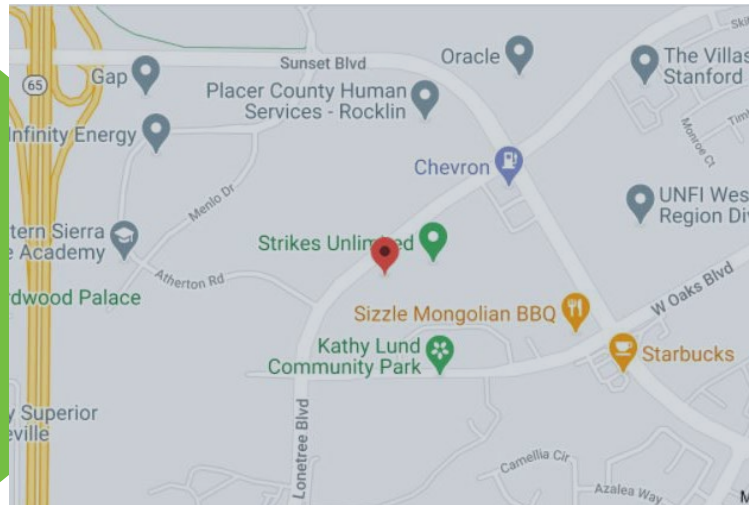 Skit
Sunset Blvd
Oracle
The Villas
Stanford
65
Gap
Placer County Human
Services - Rocklin
Infinity Energy
Monroe Ct
Chevron
Menlo Dr
UNFI Wes
Region Div
tern Sierra
e Academy
Strikes Unlimited
Atherton Rd
W Oaks Blvd
rdwood Palace
Sizzle Mongolian BBQ
Kathy Lund
Community Park
Starbucks
y Superior
eville
Lonetree Blvd
Camellia Cir
Azalea Way
M